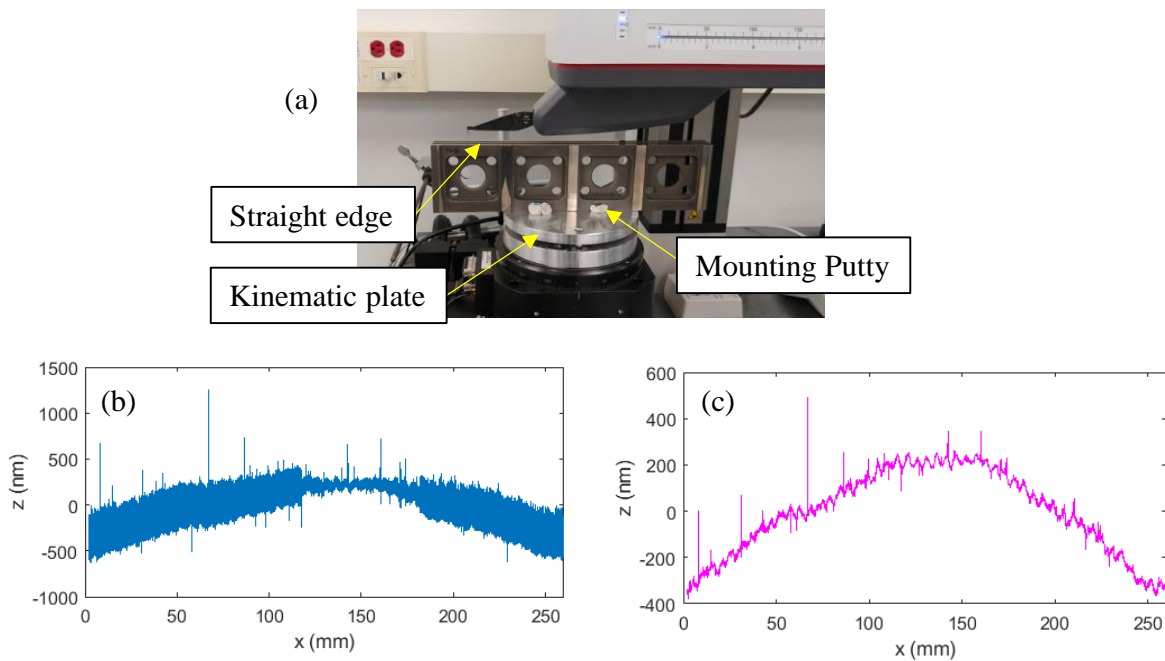 (a)
Straight edge
Kinematic plate
Mounting Putty
(b)
1500
1000
500
0
-500
-1000
z (nm)
0 50 100 150 200 250
x (mm)
(c)
600
400
200
0
-200
-400
z (nm)
0 50 100 150 200 250
x (mm)